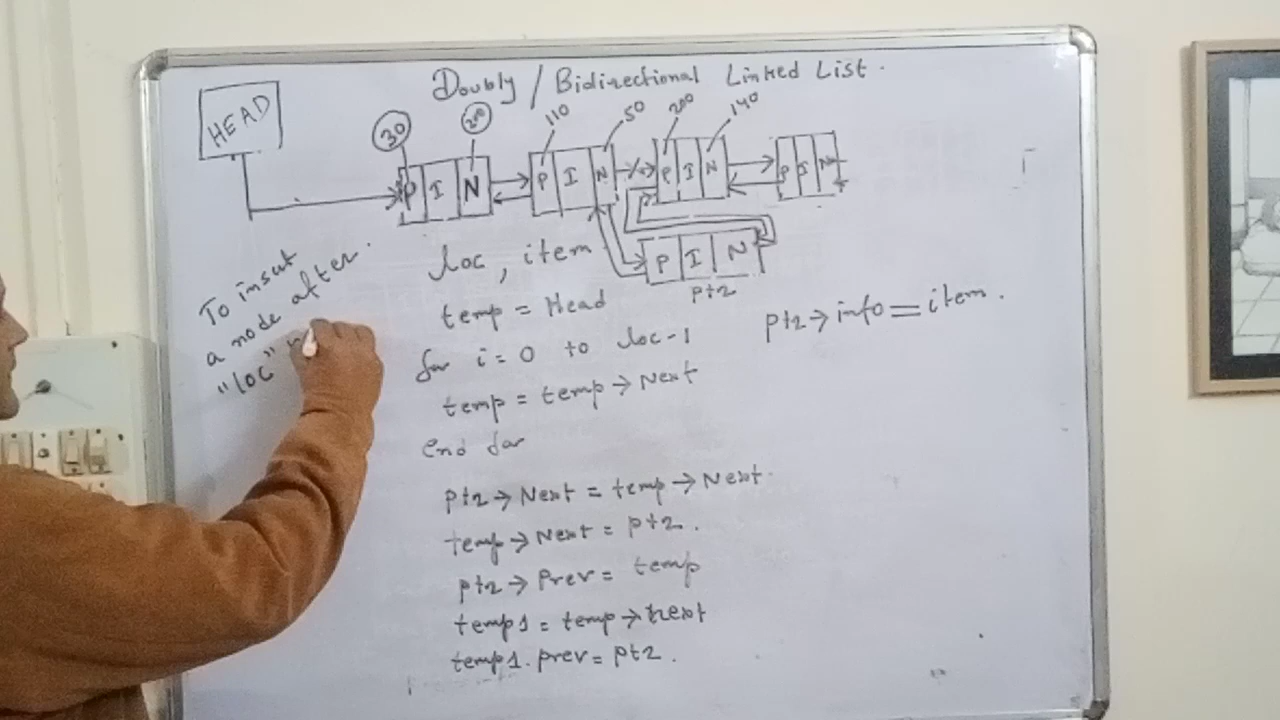 Doubly / Bidirectional Linked List.
HEAD
30 200 110 50 200 140
P I N P I N P I N P I N
P I N
ptr
loc, item
To insert
a node after
"loc"
temp = Head
ptr → info = item.
for i = 0 to loc-1
temp = temp → Next
end for
ptr → Next = temp → Next.
temp → Next = ptr.
ptr → Prev = temp
temp1 = temp → next
temp1.prev = ptr.